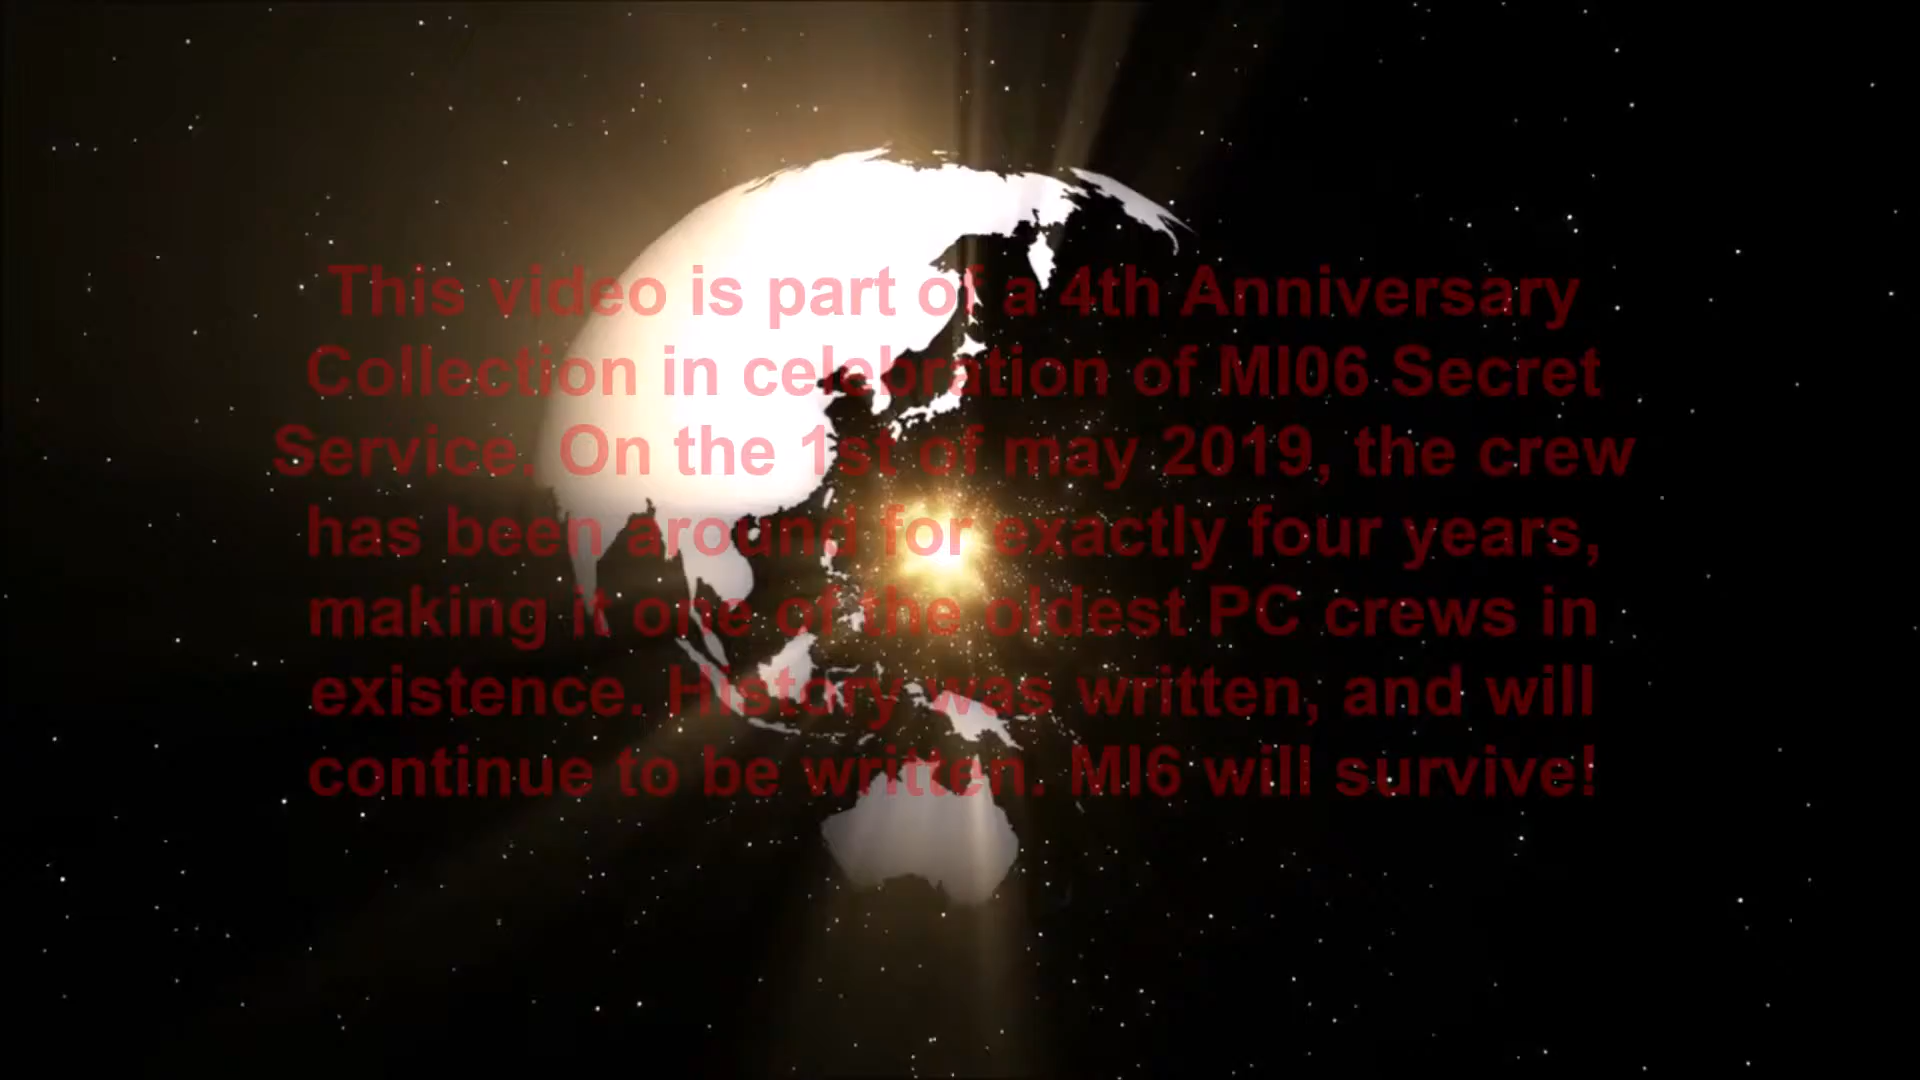 This video is part of a 4th Anniversary
Collection in celebration of MI06 Secret
Service. On the 1st of may 2019, the crew
has been around for exactly four years,
making it one of the oldest PC crews in
existence. History was written, and will
continue to be written. MI6 will survive!